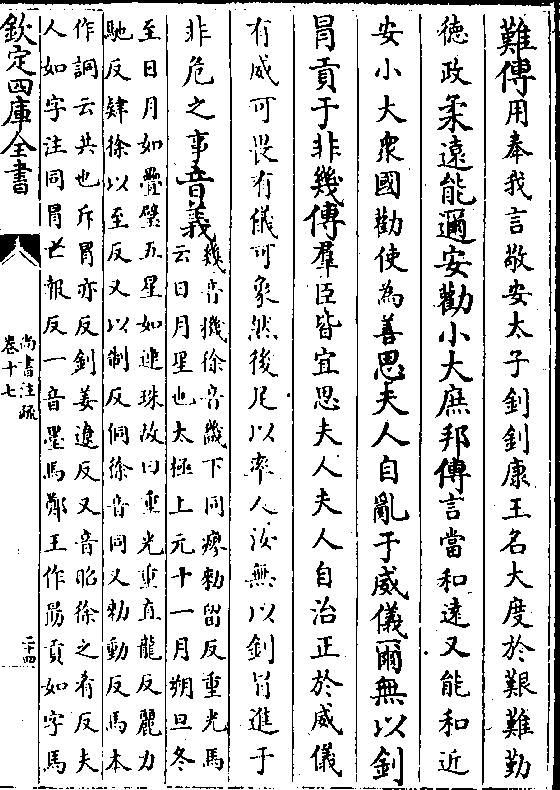 難傳用奉我言敬安太子釗釗康王名大度於艱難勤
德政柔遠能邇安勸小大庶邦傳言當和遠又能和近
安小大衆國勸使為善思夫人自亂于威儀爾無以釗
冐貢于非幾傳羣臣皆宜思夫人夫人自治正於威儀
有威可畏有儀可象然後足以率人汝無以釗冐進于
非危之事音義幾音機徐音畿下同瘳勑留反重光馬
云日月星也太極上元十一月朔旦冬
至日月如疊璧五星如連珠故曰重光重直龍反麗力
馳反肄徐以至反又以制反侗徐音同又勑動反馬本
作詷云共也斥冐亦反釗姜遼反又音昭徐之肴反夫
人如字注同冐亡報反一音墨馬鄭王作勖貢如字馬
欽定四庫全書
尚書注疏
卷十七
二十四